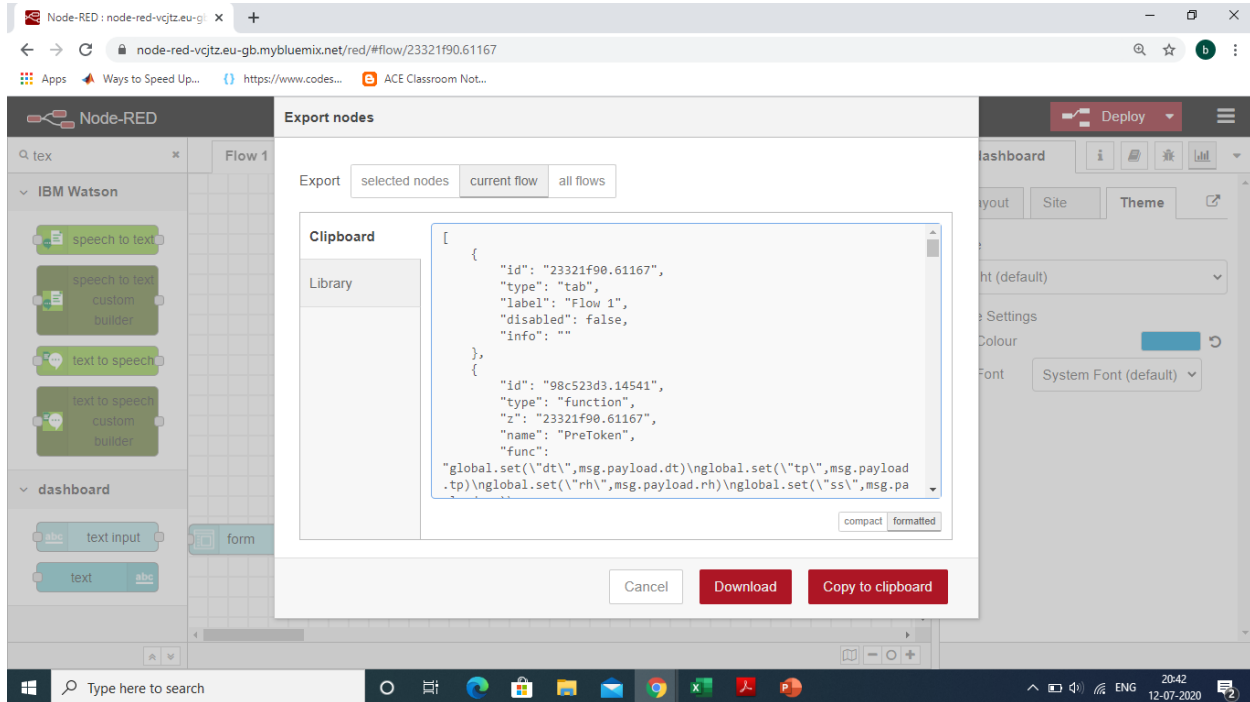 Node-RED : node-red-vcjtz.eu-gb
node-red-vcjtz.eu-gb.mybluemix.net/red/#flow/23321f90.61167
b
Apps Ways to Speed Up... {} https://www.codes... ACE Classroom Not...
Node-RED
Export nodes
Deploy
tex
Flow 1
dashboard
i
Export selected nodes current flow all flows
IBM Watson
Layout Site Theme
Clipboard
Library
speech to text
speech to text
custom
builder
text to speech
text to speech
custom
builder
[
{
"id": "23321f90.61167",
"type": "tab",
"label": "Flow 1",
"disabled": false,
"info": ""
},
{
"id": "98c523d3.14541",
"type": "function",
"z": "23321f90.61167",
"name": "PreToken",
"func":
"global.set(\"dt\",msg.payload.dt)\nglobal.set(\"tp\",msg.payload
.tp)\nglobal.set(\"rh\",msg.payload.rh)\nglobal.set(\"ss\",msg.pa
ht (default)
Settings
Colour
Font System Font (default)
dashboard
compact formatted
abc text input
form
text abc
Cancel Download Copy to clipboard
Type here to search
ENG
20:42
12-07-2020
2